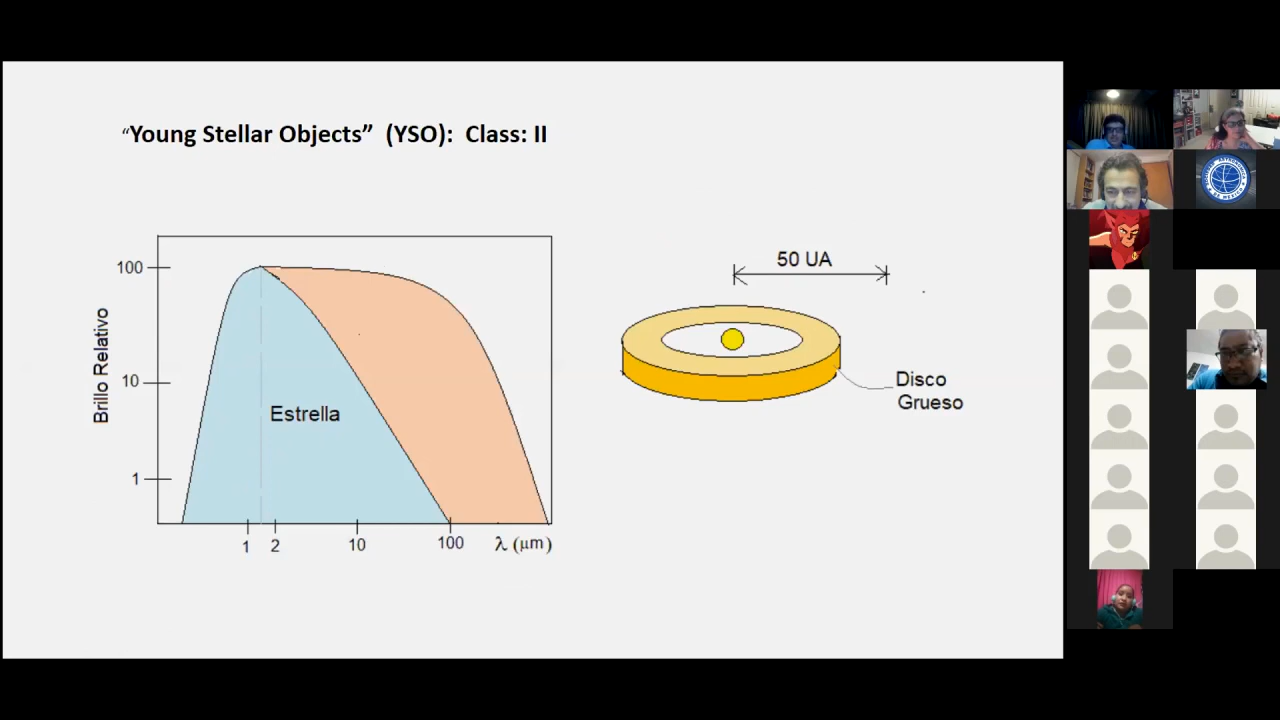 “Young Stellar Objects” (YSO): Class: II
50 UA
100
10
1
Brillo Relativo
Estrella
Disco
Grueso
1 2 10 100 λ (μm)